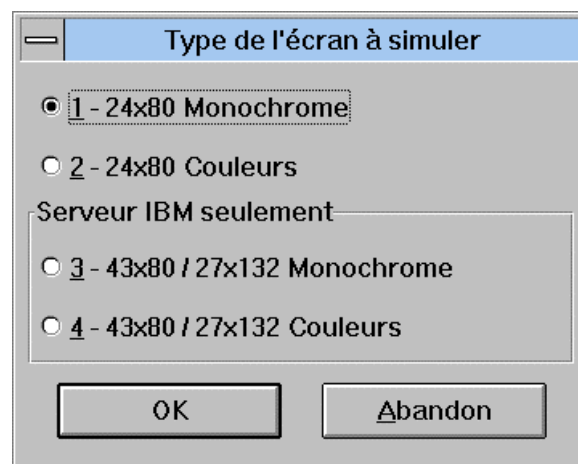 Type de l'écran à simuler
1 - 24x80 Monochrome
2 - 24x80 Couleurs
Serveur IBM seulement
3 - 43x80 / 27x132 Monochrome
4 - 43x80 / 27x132 Couleurs
OK
Abandon